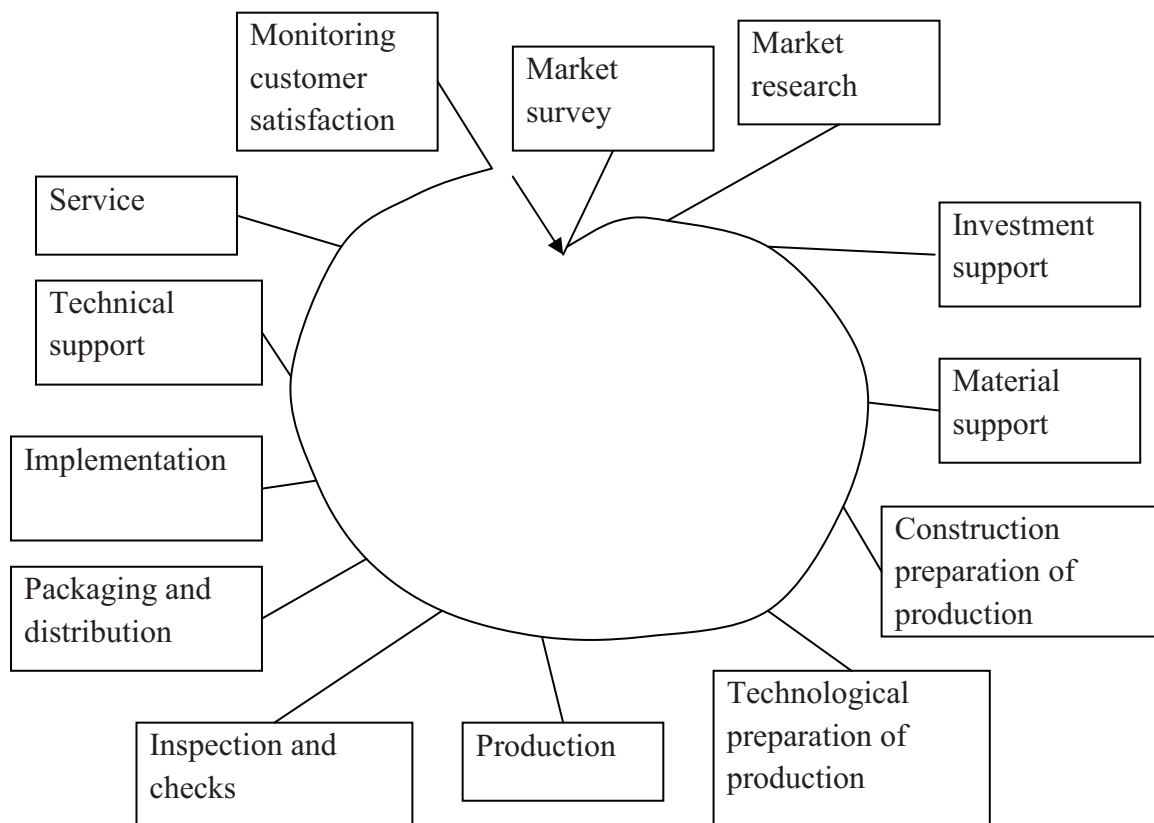 Monitoring
customer
satisfaction
Market
survey
Market
research
Service
Investment
support
Technical
support
Material
support
Implementation
Construction
preparation of
production
Packaging and
distribution
Technological
preparation of
production
Inspection and
checks
Production